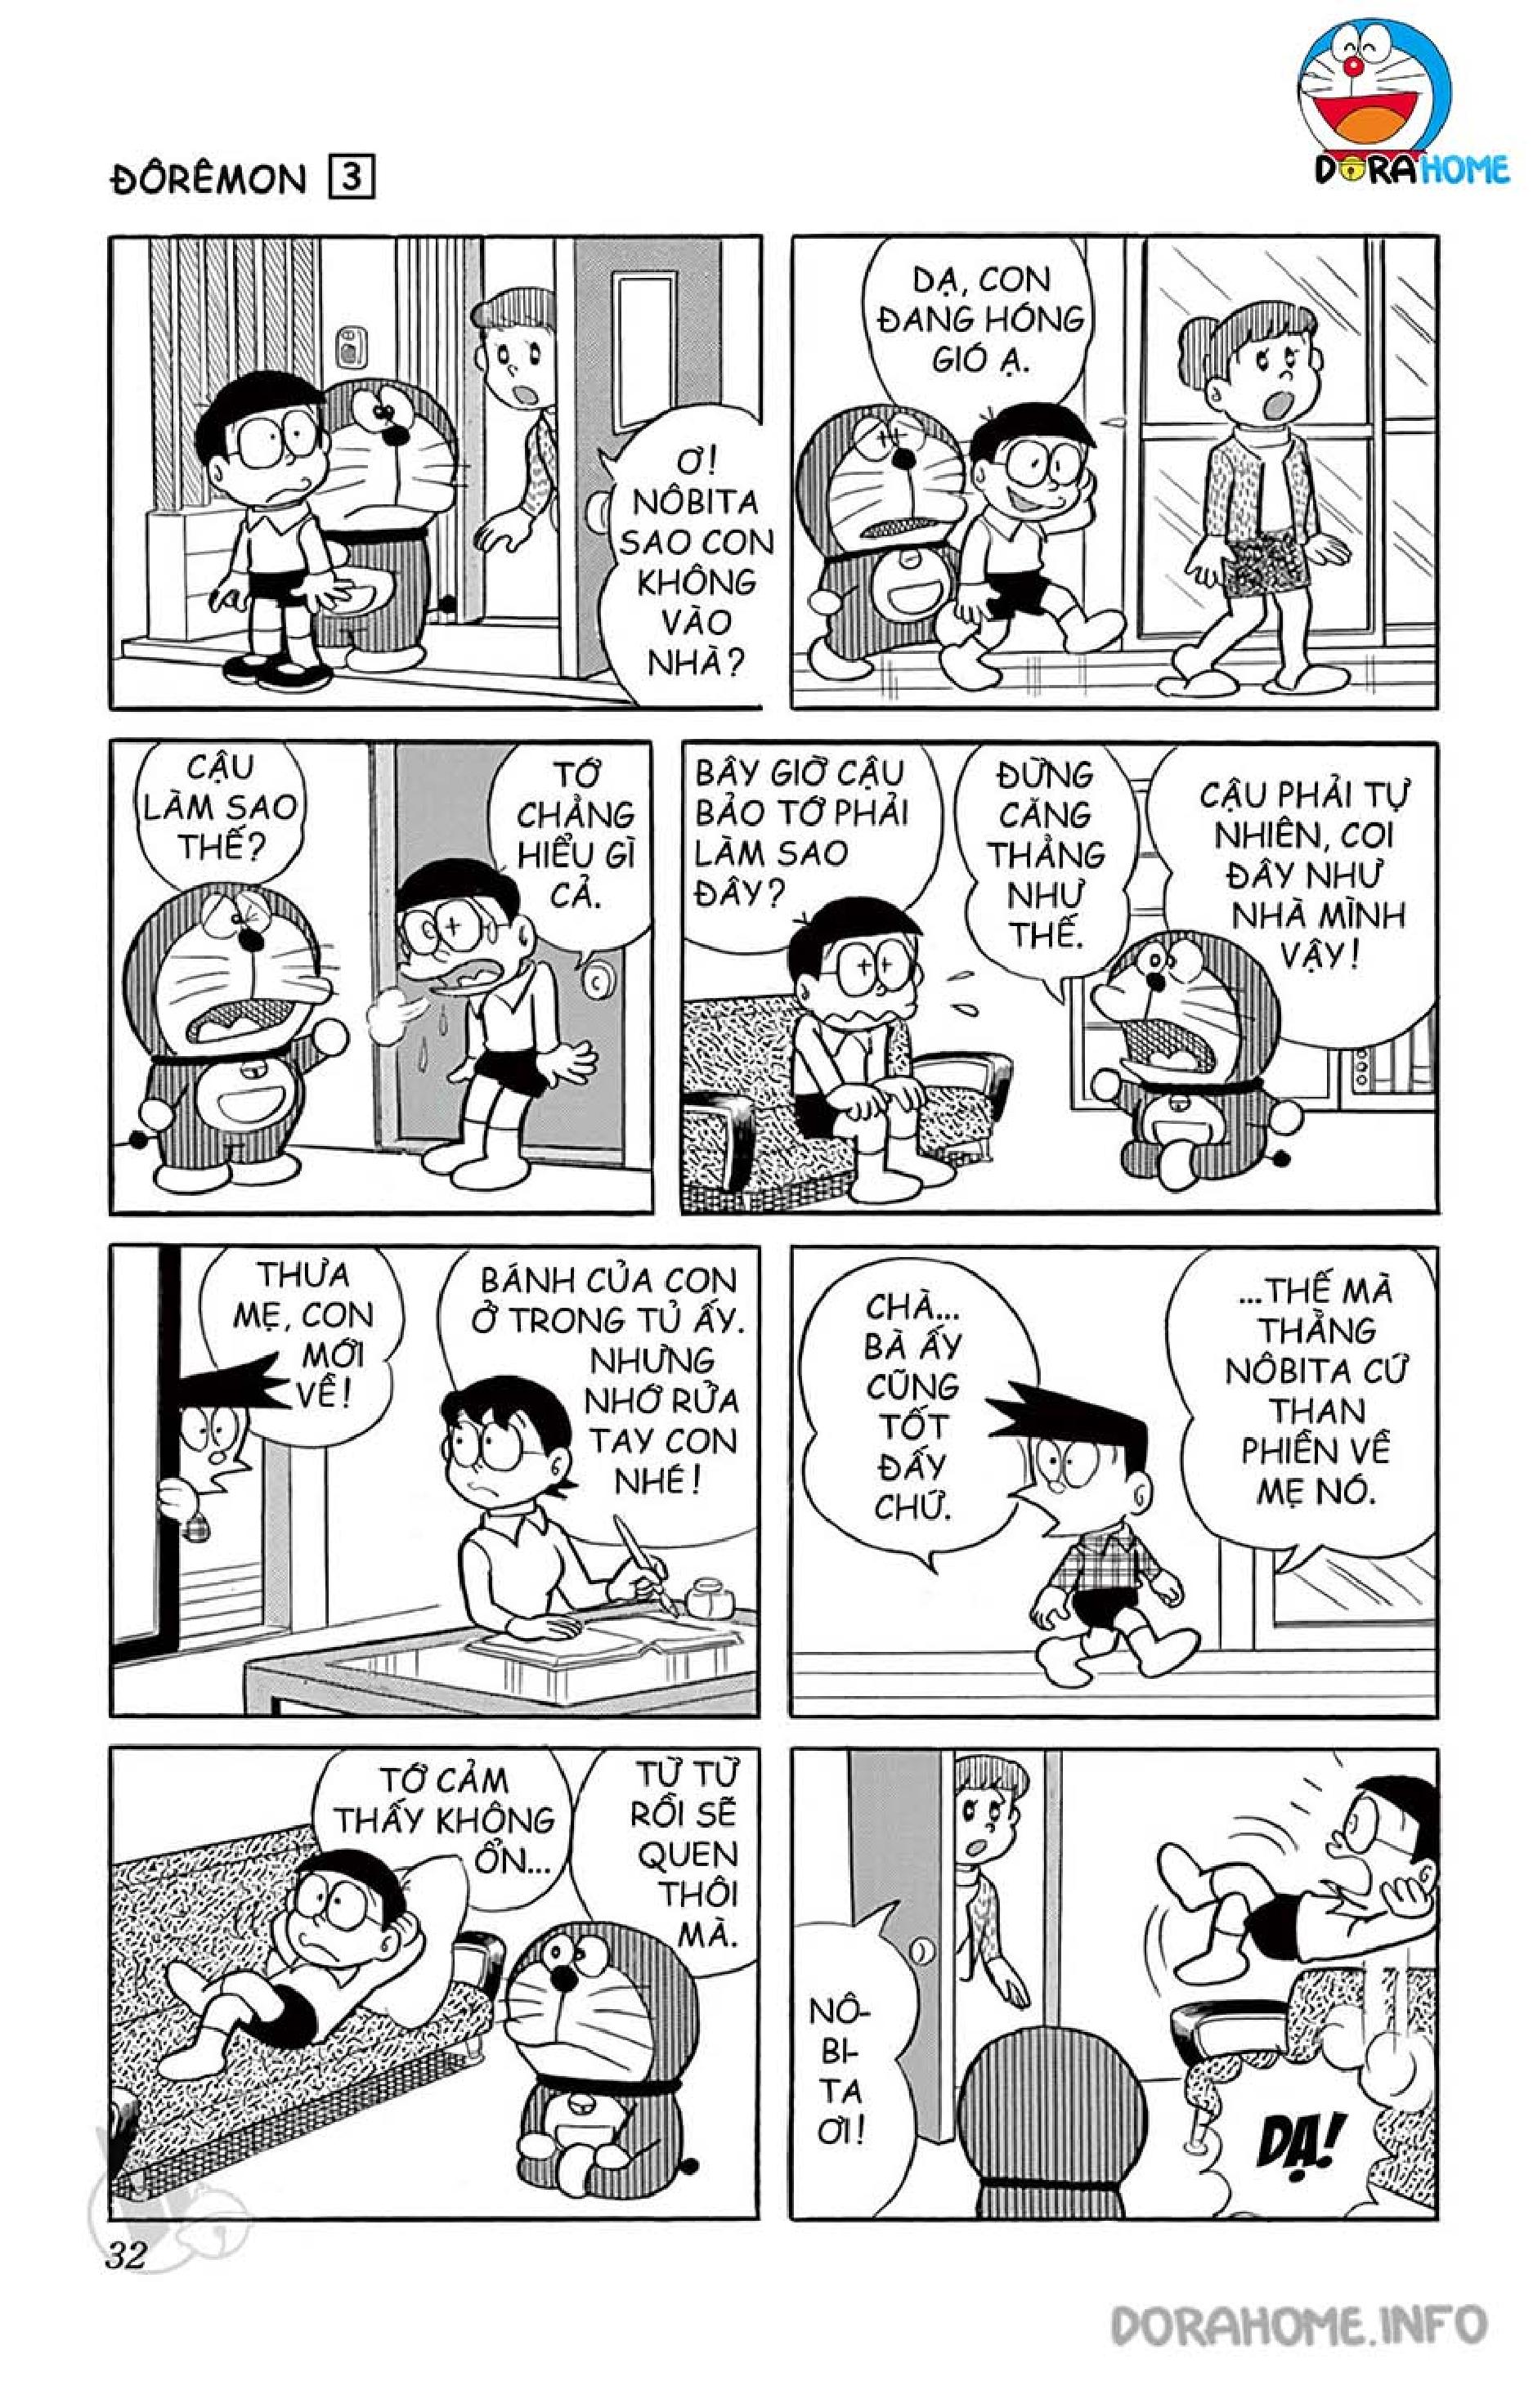 DORAHOME
ĐÔRÊMON 3
Ơ!
NÔBITA
SAO CON
KHÔNG
VÀO
NHÀ?
DẠ, CON
ĐANG HÓNG
GIÓ Ạ.
CẬU
LÀM SAO
THẾ?
TỚ
CHẲNG
HIỂU GÌ
CẢ.
BÂY GIỜ CẬU
BẢO TỚ PHẢI
LÀM SAO
ĐÂY?
ĐỪNG
CĂNG
THẲNG
NHƯ
THẾ.
CẬU PHẢI TỰ
NHIÊN, COI
ĐÂY NHƯ
NHÀ MÌNH
VẬY!
THƯA
MẸ, CON
MỚI
VỀ!
BÁNH CỦA CON
Ở TRONG TỦ ẤY.
NHƯNG
NHỚ RỬA
TAY CON
NHÉ!
CHÀ...
BÀ ẤY
CŨNG
TỐT
ĐẤY
CHỨ.
...THẾ MÀ
THẰNG
NÔBITA CỨ
THAN
PHIỀN VỀ
MẸ NÓ.
TỚ CẢM
THẤY KHÔNG
ỔN...
TỪ TỪ
RỒI SẼ
QUEN
THÔI
MÀ.
NÔ-
BI-
TA
ƠI!
DẠ!
32
DORAHOME.INFO